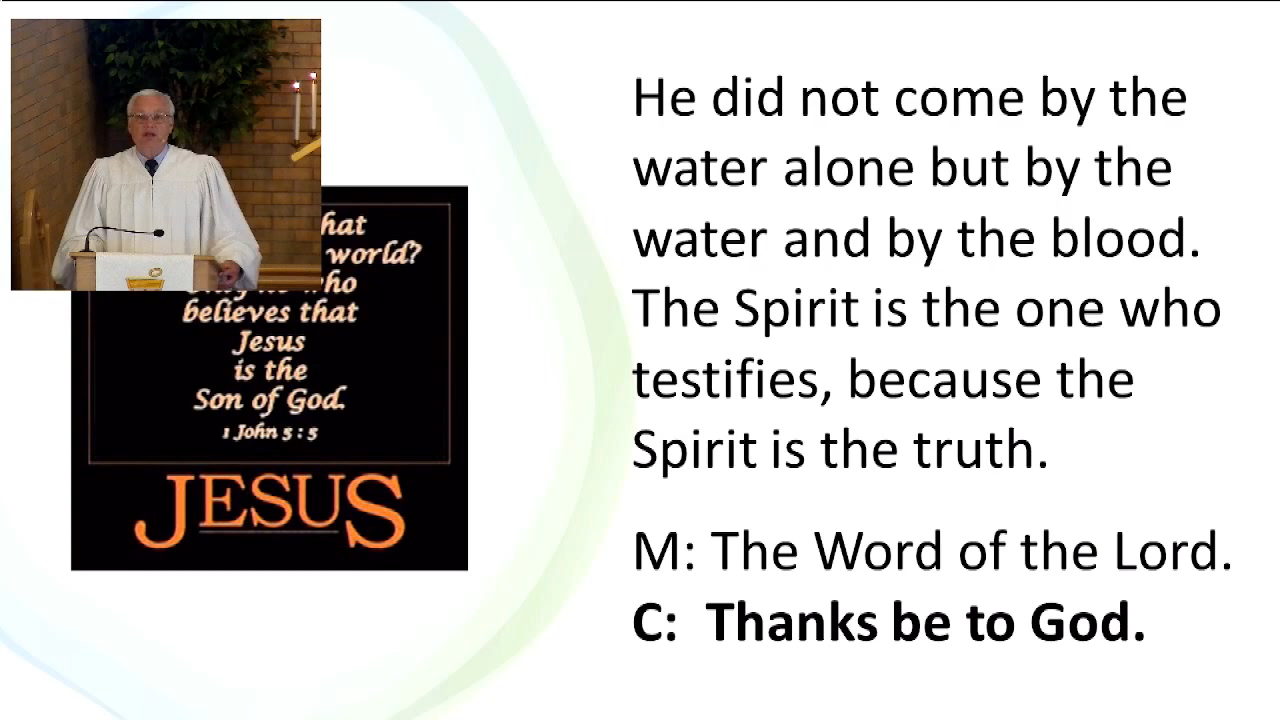 hat
world?
who
believes that
Jesus
is the
Son of God.
1 John 5 : 5
JESUS
He did not come by the
water alone but by the
water and by the blood.
The Spirit is the one who
testifies, because the
Spirit is the truth.
M: The Word of the Lord.
C: Thanks be to God.